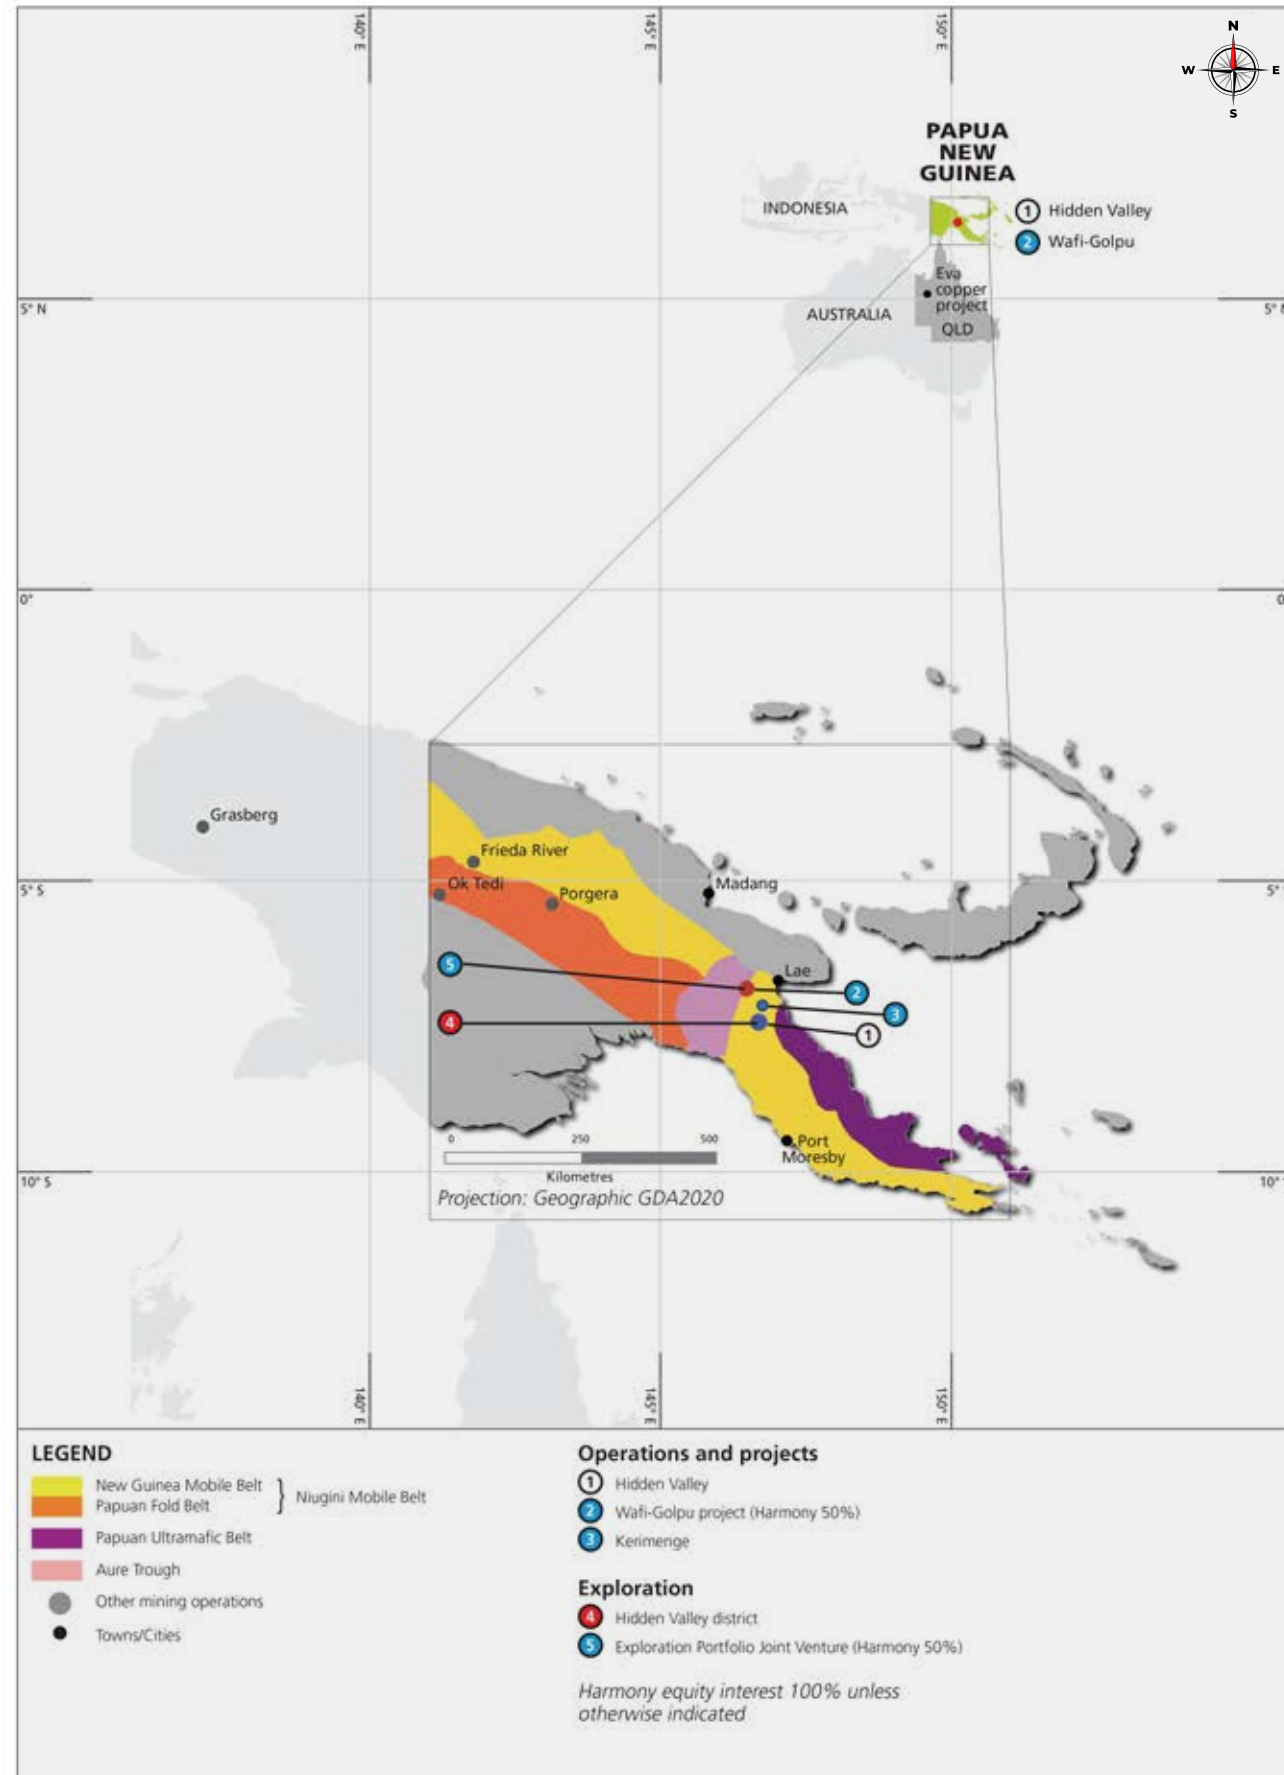 140° E
145° E
150° E
N
W
E
S
PAPUA
NEW
GUINEA
INDONESIA
1 Hidden Valley
2 Wafi-Golpu
Eva
copper
project
AUSTRALIA
QLD
5° N
5° N
0°
0
Grasberg
Frieda River
5° S
Ok Tedi
Porgera
Madang
5°
5
Lae
2
3
4
1
0
250
500
Port
Moresby
Kilometres
10° S
10°
Projection: Geographic GDA2020
140° E
145° E
150° E
LEGEND
New Guinea Mobile Belt
Papuan Fold Belt
} Niugini Mobile Belt
Papuan Ultramafic Belt
Aure Trough
Other mining operations
Towns/Cities
Operations and projects
1 Hidden Valley
2 Wafi-Golpu project (Harmony 50%)
3 Kerimenge
Exploration
4 Hidden Valley district
5 Exploration Portfolio Joint Venture (Harmony 50%)
Harmony equity interest 100% unless
otherwise indicated